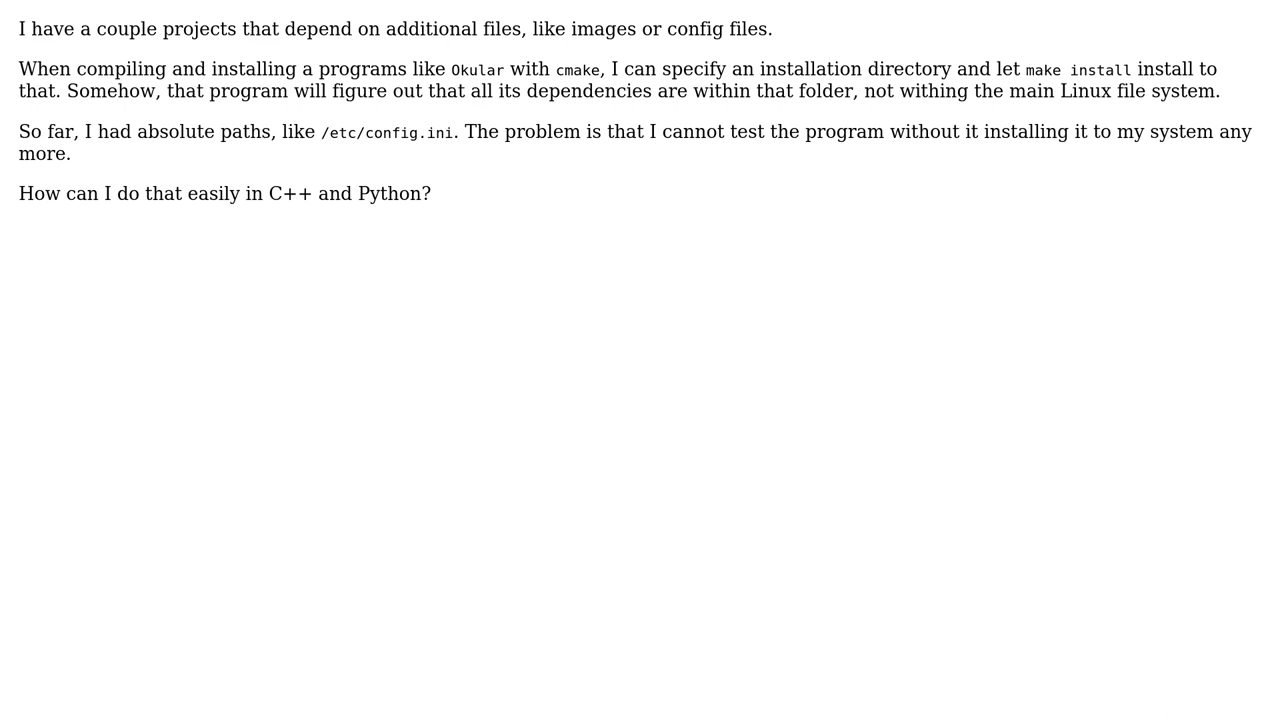 I have a couple projects that depend on additional files, like images or config files.
When compiling and installing a programs like Okular with cmake, I can specify an installation directory and let make install install to
that. Somehow, that program will figure out that all its dependencies are within that folder, not withing the main Linux file system.
So far, I had absolute paths, like /etc/config.ini. The problem is that I cannot test the program without it installing it to my system any
more.
How can I do that easily in C++ and Python?